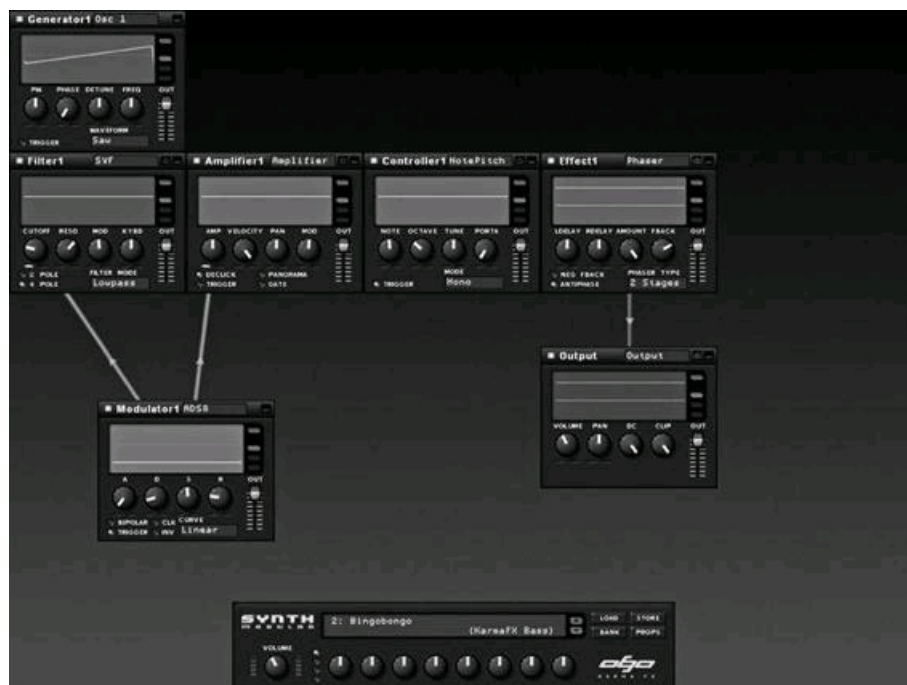 Generator1 Osc 1
PW PHASE DETUNE FREQ OUT
WAVEFORM
TRIGGER Saw
Filter1 SVF
CUTOFF RESO MOD KYBD OUT
2 POLE FILTER MODE
4 POLE Lowpass
Amplifier1 Amplifier
AMP VELOCITY PAN MOD OUT
DECLICK PANORAMA
TRIGGER GATE
Controller1 NotePitch
NOTE OCTAVE TUNE PORTA OUT
MODE
TRIGGER Mono
Effect1 Phaser
LDELAY RDELAY AMOUNT FBACK OUT
NEG FBACK PHASER TYPE
ANTIPHASE 2 Stages
Output Output
VOLUME PAN DC CLIP OUT
Modulator1 ADSR
A D S R OUT
BIPOLAR CLK CURVE
TRIGGER INV Linear
SYNTH
MODULAR
2: Bingobongo
(KarmaFX Bass)
LOAD STORE
BANK PROPS
VOLUME
KARMA FX